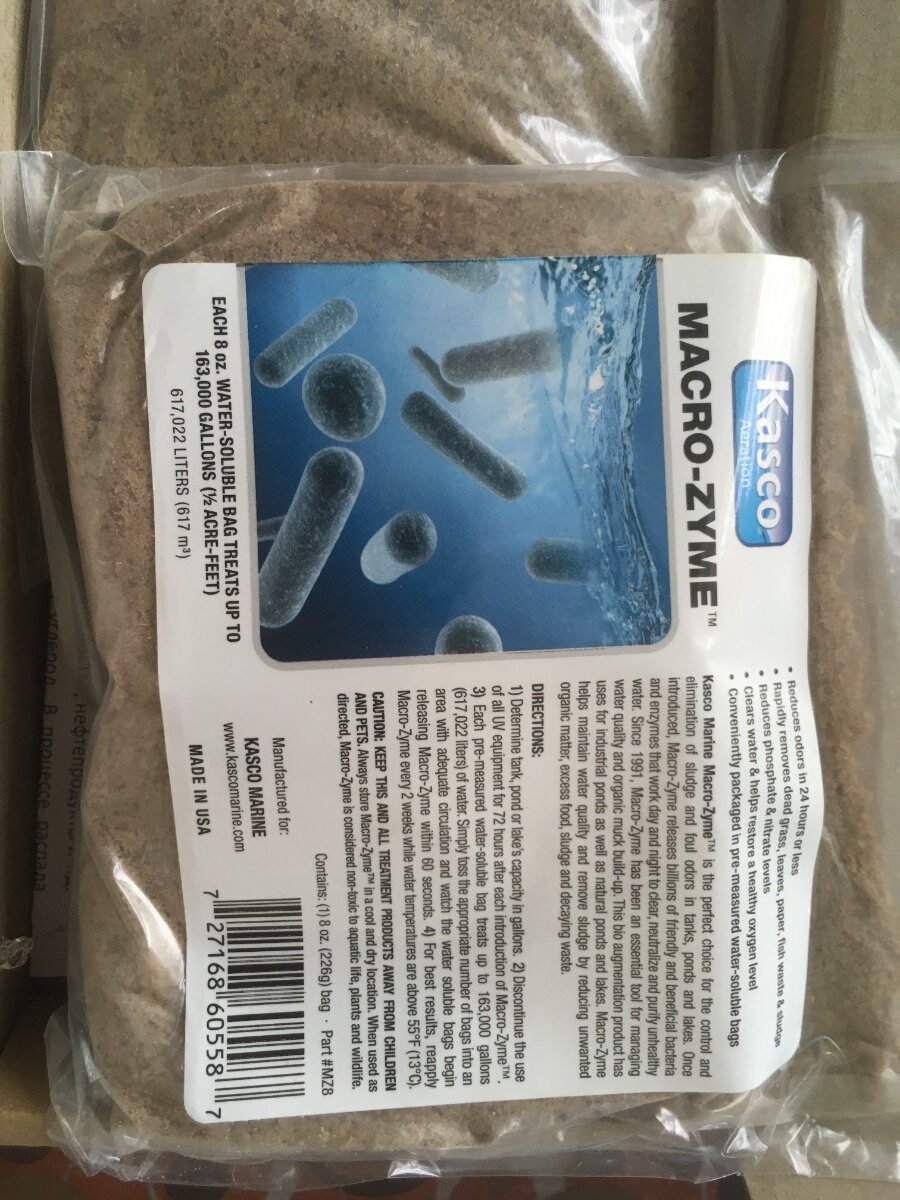 Kasco
Aeration™
MACRO-ZYME™
EACH 8 oz. WATER-SOLUBLE BAG TREATS UP TO
163,000 GALLONS (½ ACRE-FEET)
617,022 LITERS (617 m³)
• Reduces odors in 24 hours or less
• Rapidly removes dead grass, leaves, paper, fish waste & sludge
• Reduces phosphate & nitrate levels
• Clears water & helps restore a healthy oxygen level
• Conveniently packaged in pre-measured water-soluble bags
Kasco Marine Macro-Zyme™ is the perfect choice for the control and
elimination of sludge and foul odors in tanks, ponds and lakes. Once
introduced, Macro-Zyme releases billions of friendly and beneficial bacteria
and enzymes that work day and night to clear, neutralize and purify unhealthy
water. Since 1991, Macro-Zyme has been an essential tool for managing
water quality and organic muck build-up. This bio augmentation product has
uses for industrial ponds as well as natural ponds and lakes. Macro-Zyme
helps maintain water quality and remove sludge by reducing unwanted
organic matter, excess food, sludge and decaying waste.
DIRECTIONS:
1) Determine tank, pond or lake's capacity in gallons. 2) Discontinue the use
of all UV equipment for 72 hours after each introduction of Macro-Zyme™.
3) Each pre-measured water-soluble bag treats up to 163,000 gallons
(617,022 liters) of water. Simply toss the appropriate number of bags into an
area with adequate circulation and watch the water soluble bags begin
releasing Macro-Zyme within 60 seconds. 4) For best results, reapply
Macro-Zyme every 2 weeks while water temperatures are above 55°F (13°C).
CAUTION: KEEP THIS AND ALL TREATMENT PRODUCTS AWAY FROM CHILDREN
AND PETS. Always store Macro-Zyme™ in a cool and dry location. When used as
directed, Macro-Zyme is considered non-toxic to aquatic life, plants and wildlife.
Contains: (1) 8 oz. (226g) bag · Part #MZ8
Manufactured for:
KASCO MARINE
www.kascomarine.com
MADE IN USA
7 27168 60558 7
углерод. В процессе распада